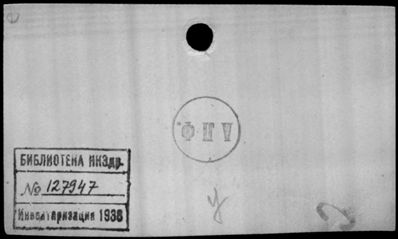 БИБЛИОТЕКА НКЗдр.
№ 127947
Инвентаризация 1938
У